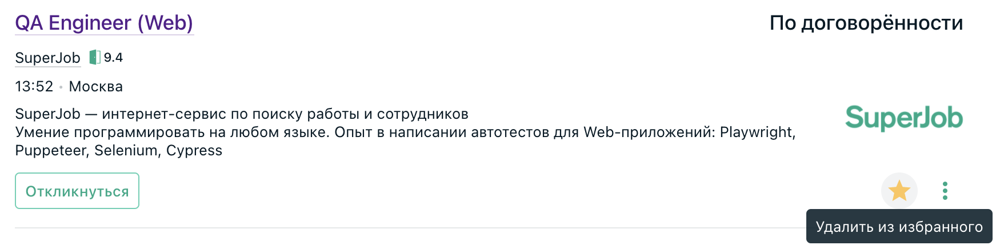 QA Engineer (Web)
По договорённости
SuperJob 9.4
13:52 • Москва
SuperJob — интернет-сервис по поиску работы и сотрудников
Умение программировать на любом языке. Опыт в написании автотестов для Web-приложений: Playwright,
Puppeteer, Selenium, Cypress
SuperJob
Откликнуться
Удалить из избранного